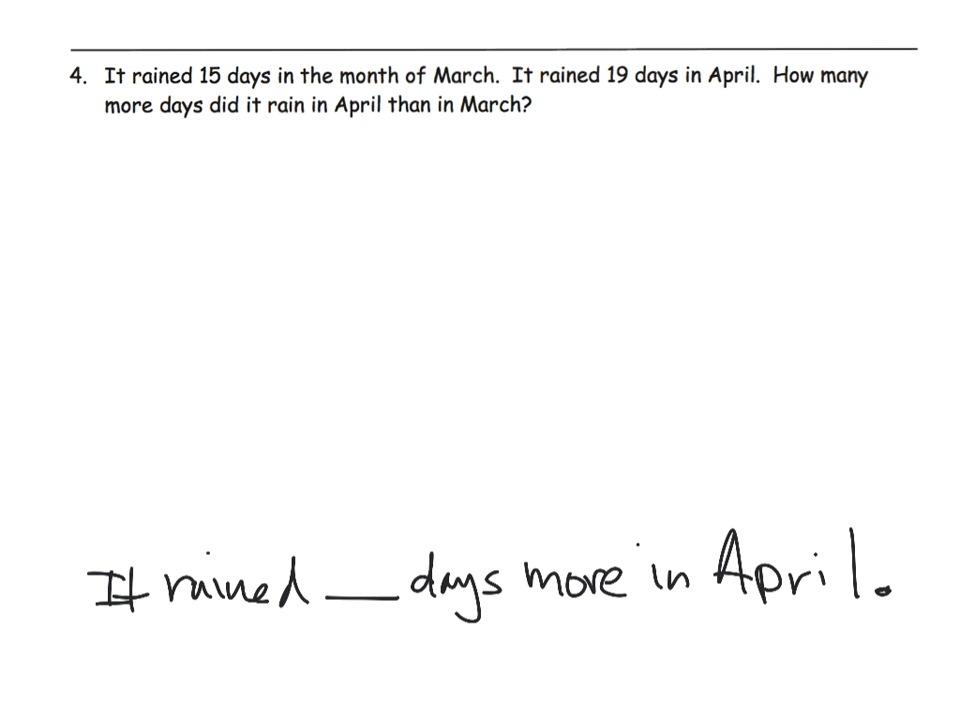 4. It rained 15 days in the month of March. It rained 19 days in April. How many
more days did it rain in April than in March?
It rained __ days more in April.